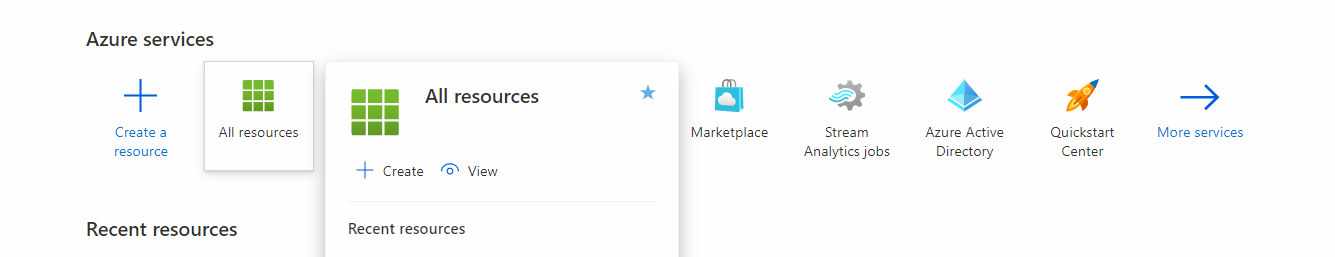 Azure services
Create a
resource
All resources
All resources
Create
View
Recent resources
Marketplace
Stream
Analytics jobs
Azure Active
Directory
Quickstart
Center
More services
Recent resources